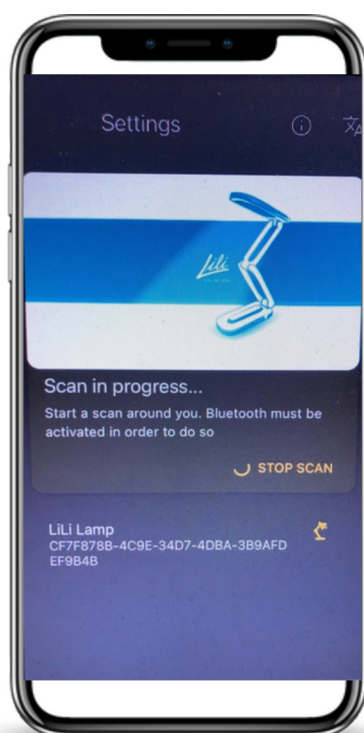 Settings
Lili
Scan in progress...
Start a scan around you. Bluetooth must be
activated in order to do so
STOP SCAN
LiLi Lamp
CF7F878B-4C9E-34D7-4DBA-3B9AFD
EF9B4B